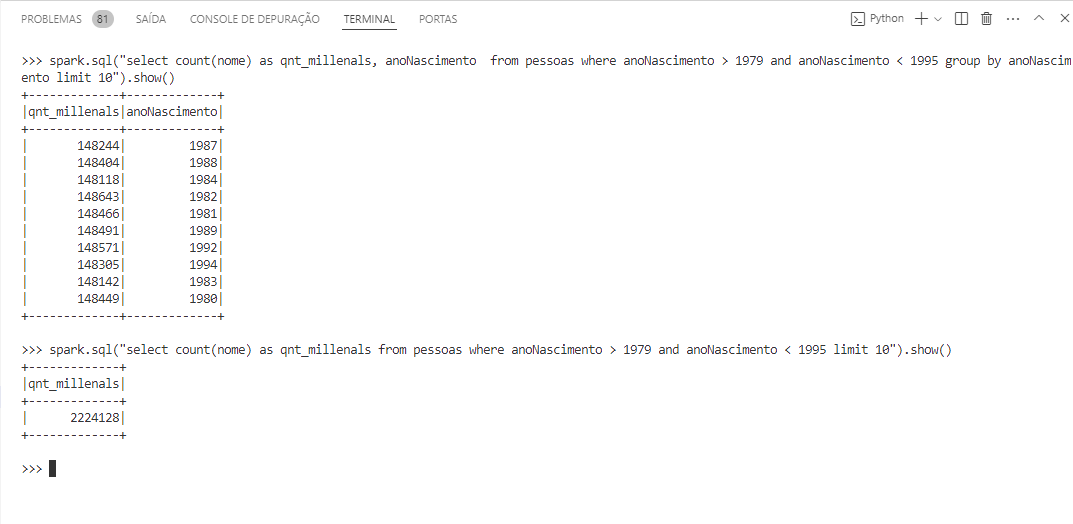 PROBLEMAS 81 SAÍDA CONSOLE DE DEPURAÇÃO TERMINAL PORTAS Python
>>> spark.sql("select count(nome) as qnt_millenals, anoNascimento  from pessoas where anoNascimento > 1979 and anoNascimento < 1995 group by anoNascim
ento limit 10").show()
+-------------+-------------+
|qnt_millenals|anoNascimento|
+-------------+-------------+
|       148244|         1987|
|       148404|         1988|
|       148118|         1984|
|       148643|         1982|
|       148466|         1981|
|       148491|         1989|
|       148571|         1992|
|       148305|         1994|
|       148142|         1983|
|       148449|         1980|
+-------------+-------------+
>>> spark.sql("select count(nome) as qnt_millenals from pessoas where anoNascimento > 1979 and anoNascimento < 1995 limit 10").show()
+-------------+
|qnt_millenals|
+-------------+
|      2224128|
+-------------+
>>>